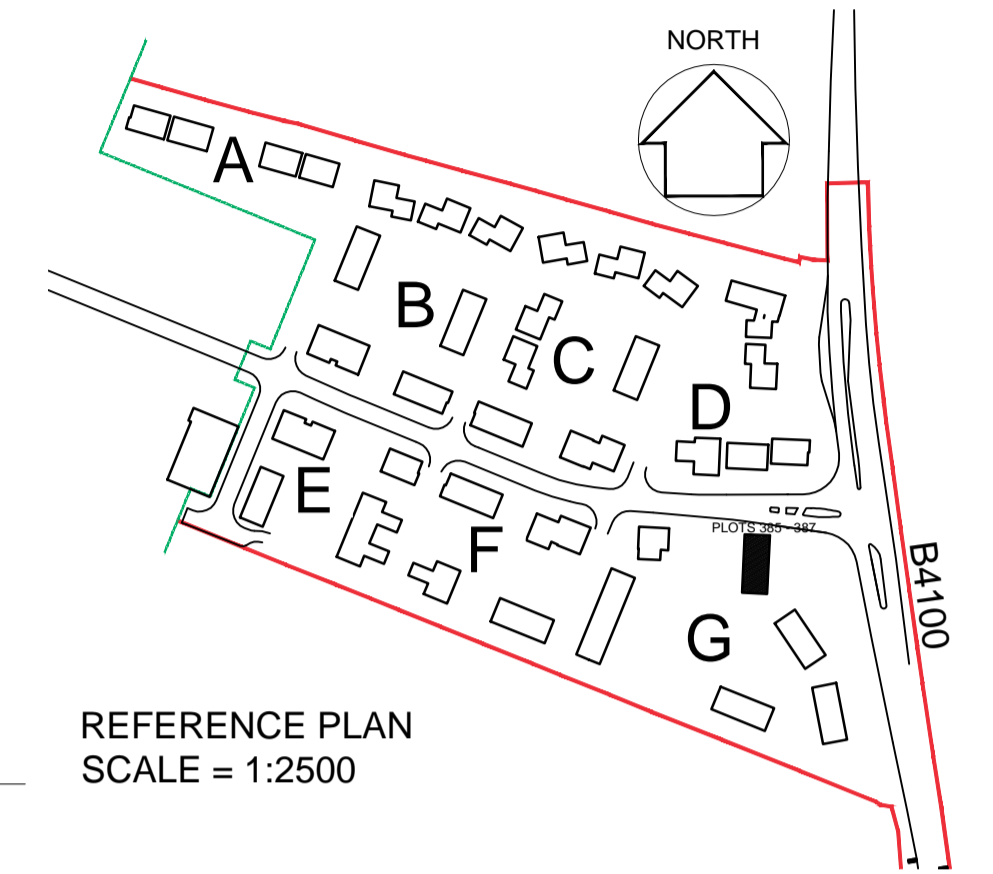 NORTH
A
B
C
D
E
F
PLOTS 385 - 387
B4100
G
REFERENCE PLAN
SCALE = 1:2500